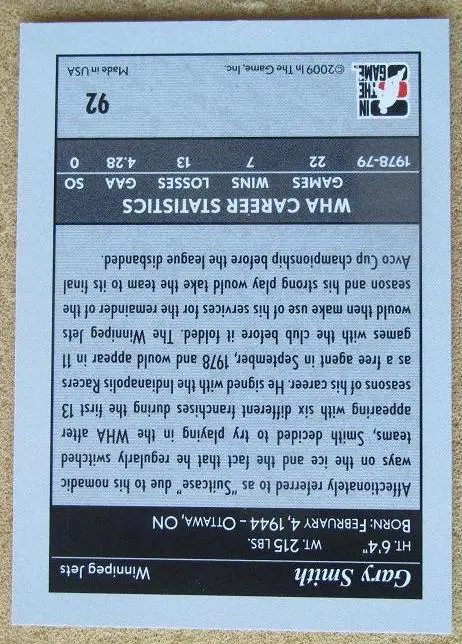 Gary Smith Winnipeg Jets
HT. 6'4" WT. 215 LBS.
BORN: FEBRUARY 4, 1944 – OTTAWA, ON
Affectionately referred to as "Suitcase" due to his nomadic
ways on the ice and the fact that he regularly switched
teams, Smith decided to try playing in the WHA after
appearing with six different franchises during the first 13
seasons of his career. He signed with the Indianapolis Racers
as a free agent in September, 1978 and would appear in 11
games with the club before it folded. The Winnipeg Jets
would then make use of his services for the remainder of the
season and his strong play would take the team to its final
Avco Cup championship before the league disbanded.
WHA CAREER STATISTICS
GAMES WINS LOSSES GAA SO
1978-79 22 7 13 4.28 0
IN
THE
GAME
92
©2009 In The Game, Inc. Made in USA